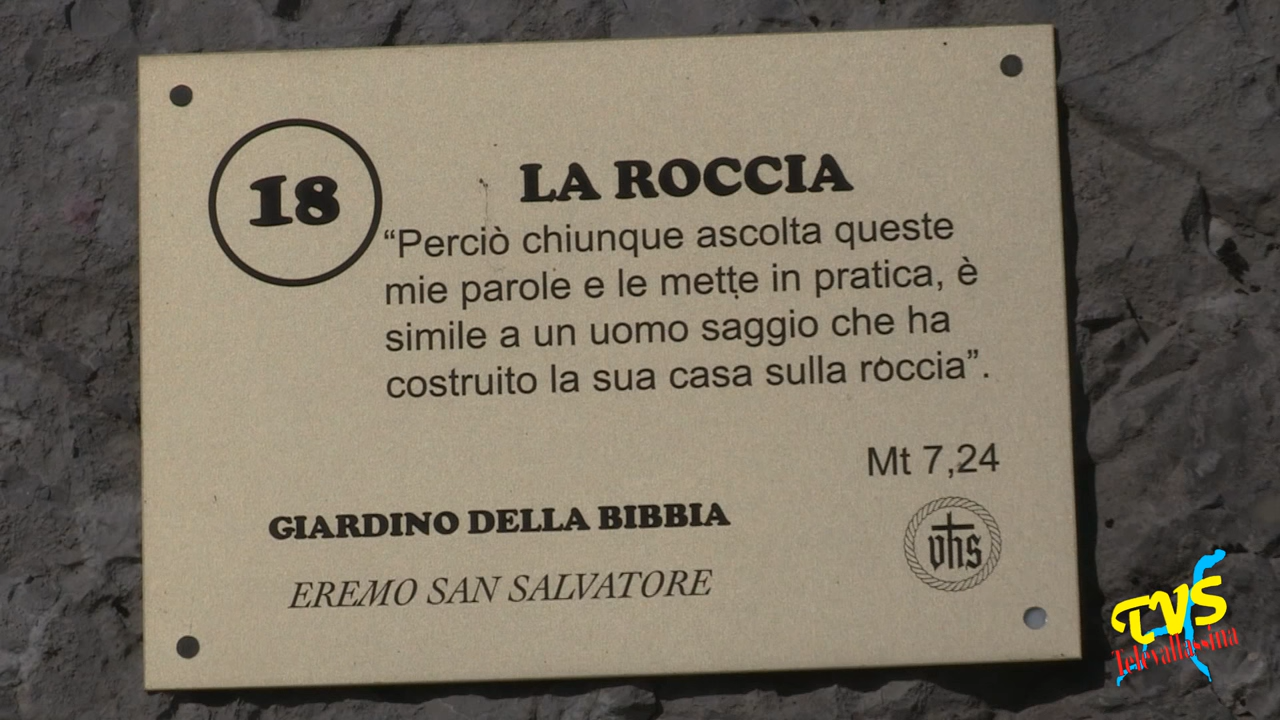 18
LA ROCCIA
“Perciò chiunque ascolta queste
mie parole e le mette in pratica, è
simile a un uomo saggio che ha
costruito la sua casa sulla roccia”.
Mt 7,24
GIARDINO DELLA BIBBIA
EREMO SAN SALVATORE
yhs
TVS
Televallassina